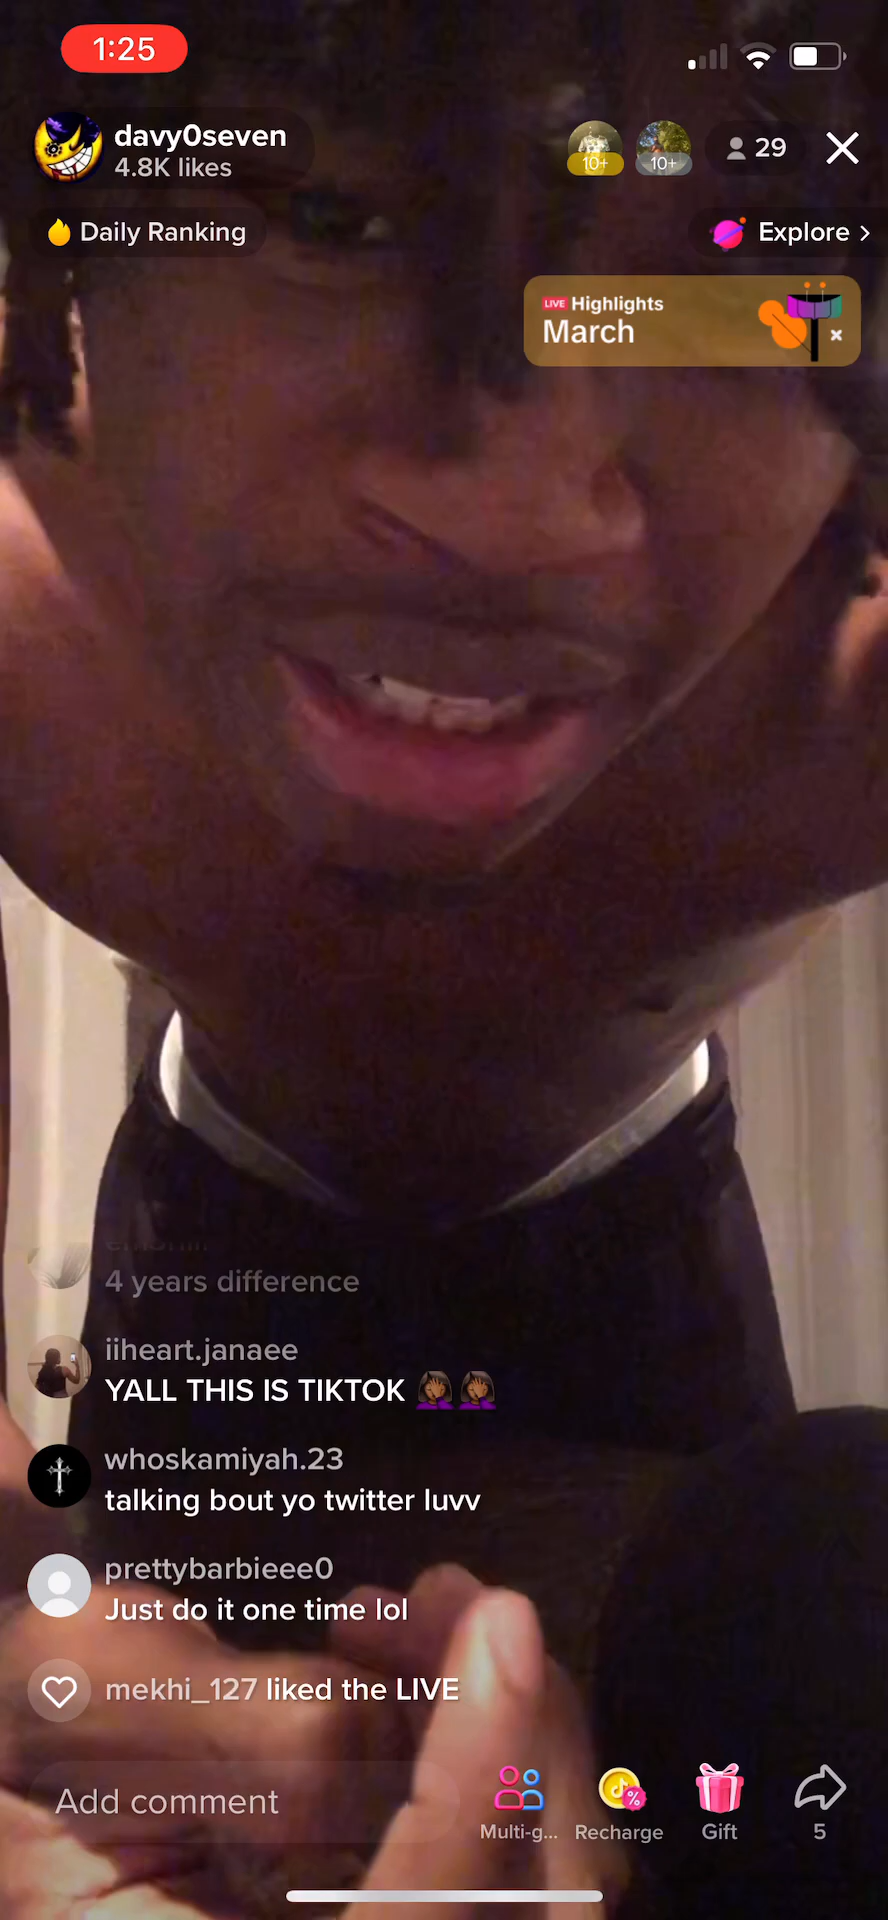 1:25
davy0seven
4.8K likes
10+
10+
29
Daily Ranking
Explore >
LIVE Highlights
March
4 years difference
iiheart.janaee
YALL THIS IS TIKTOK 🤦🏾‍♀️🤦🏾‍♀️
whoskamiyah.23
talking bout yo twitter luvv
prettybarbieee0
Just do it one time lol
mekhi_127 liked the LIVE
Add comment
Multi-g...
Recharge
Gift
5